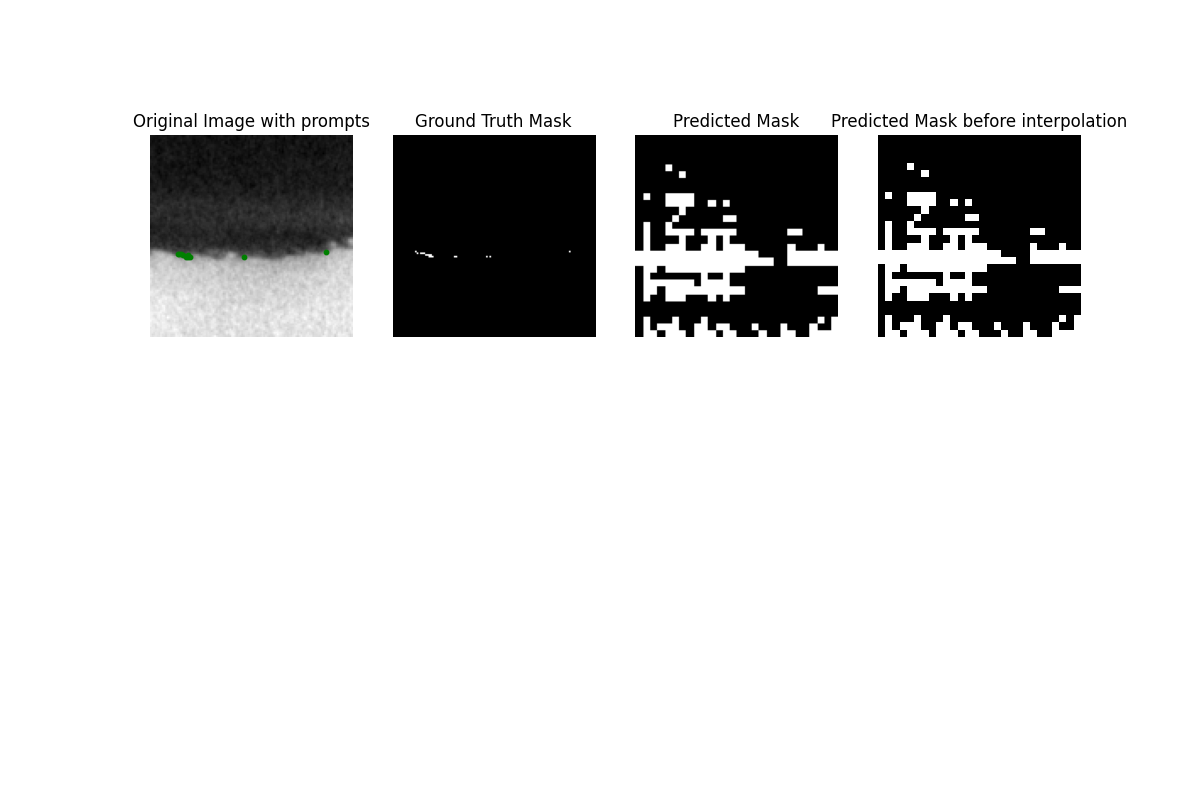 Original Image with prompts
Ground Truth Mask
Predicted Mask
Predicted Mask before interpolation